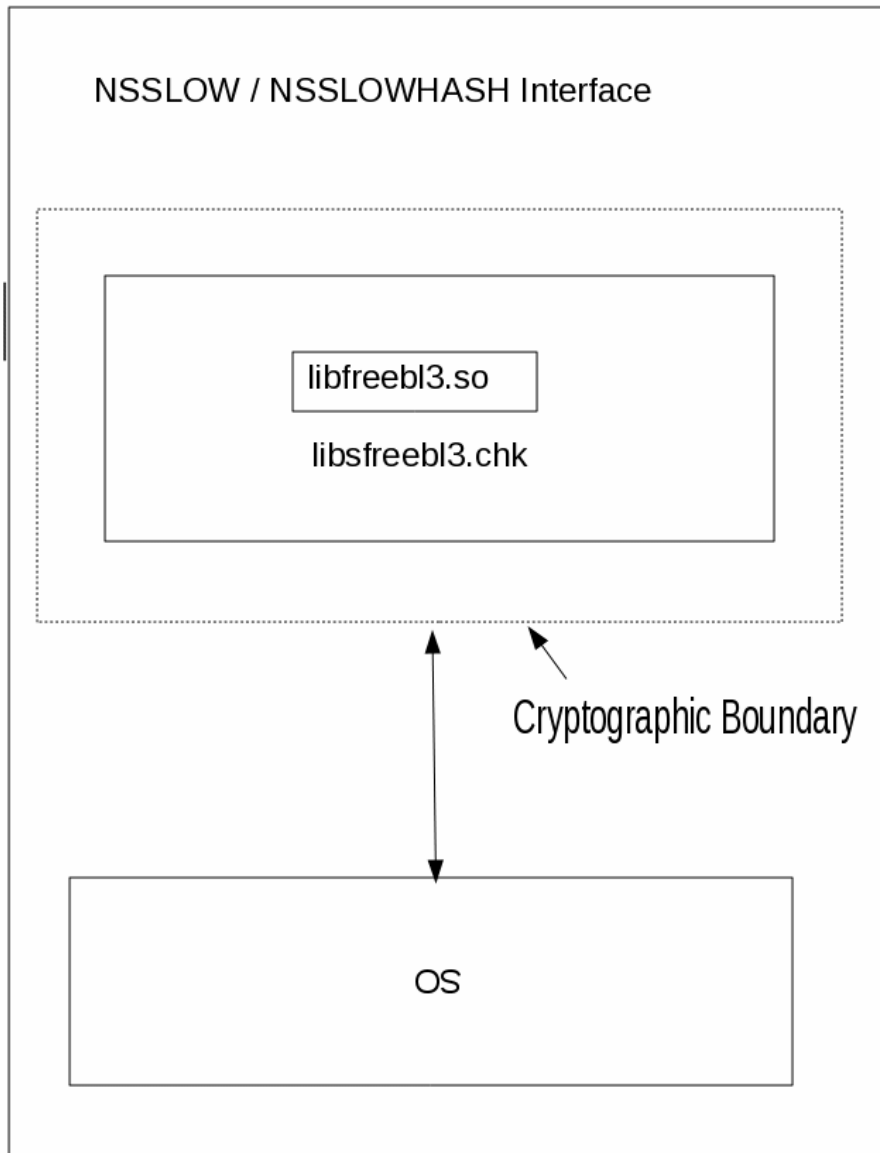 NSSLOW / NSSLOWHASH Interface
libfreebl3.so
libsfreebl3.chk
Cryptographic Boundary
OS